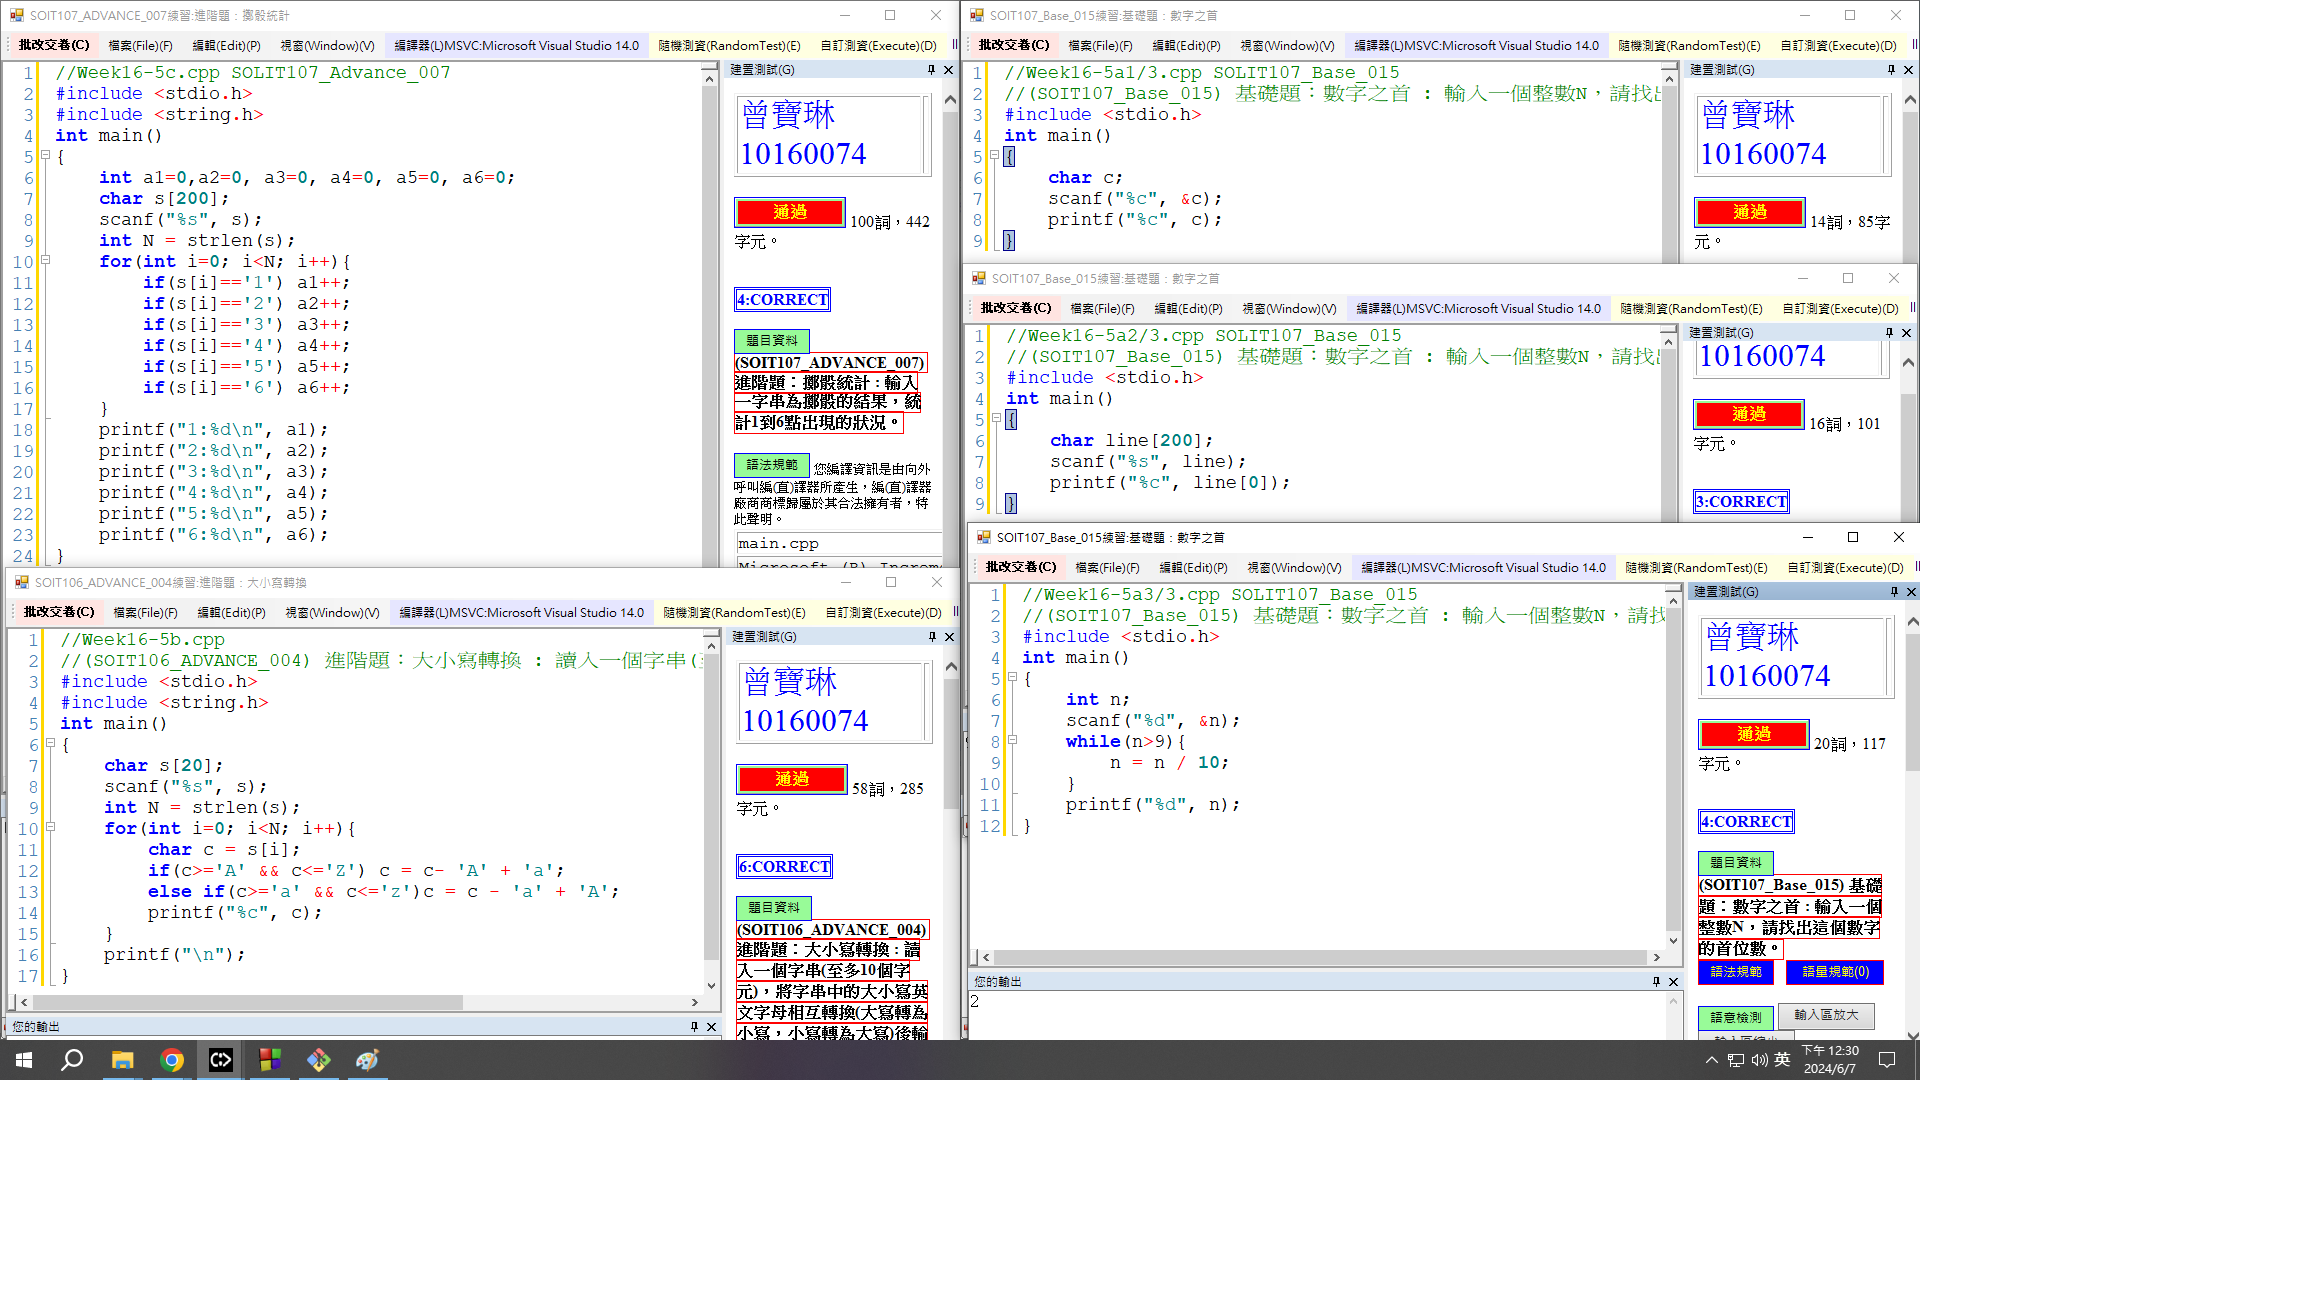 SOIT107_ADVANCE_007練習:進階題：擲骰統計
批改交卷(C) 檔案(File)(F) 編輯(Edit)(P) 視窗(Window)(V) 編譯器(L)MSVC:Microsoft Visual Studio 14.0 隨機測資(RandomTest)(E) 自訂測資(Execute)(D)
1 //Week16-5c.cpp SOLIT107_Advance_007
2 #include <stdio.h>
3 #include <string.h>
4 int main()
5 {
6 int a1=0,a2=0, a3=0, a4=0, a5=0, a6=0;
7 char s[200];
8 scanf("%s", s);
9 int N = strlen(s);
10 for(int i=0; i<N; i++){
11 if(s[i]=='1') a1++;
12 if(s[i]=='2') a2++;
13 if(s[i]=='3') a3++;
14 if(s[i]=='4') a4++;
15 if(s[i]=='5') a5++;
16 if(s[i]=='6') a6++;
17 }
18 printf("1:%d\n", a1);
19 printf("2:%d\n", a2);
20 printf("3:%d\n", a3);
21 printf("4:%d\n", a4);
22 printf("5:%d\n", a5);
23 printf("6:%d\n", a6);
24 }
建置測試(G)
曾寶琳
10160074
通過 100詞，442
字元。
4:CORRECT
題目資料
(SOIT107_ADVANCE_007)
進階題：擲骰統計：輸入
一字串為擲骰的結果，統
計1到6點出現的狀況。
語法規範 您編譯資訊是由向外
呼叫編(直)譯器所產生，編(直)譯器
廠商商標歸屬於其合法擁有者，特
此聲明。
main.cpp
SOIT106_ADVANCE_004練習:進階題：大小寫轉換
批改交卷(C) 檔案(File)(F) 編輯(Edit)(P) 視窗(Window)(V) 編譯器(L)MSVC:Microsoft Visual Studio 14.0 隨機測資(RandomTest)(E) 自訂測資(Execute)(D)
1 //Week16-5b.cpp
2 //(SOIT106_ADVANCE_004) 進階題：大小寫轉換 : 讀入一個字串(
3 #include <stdio.h>
4 #include <string.h>
5 int main()
6 {
7 char s[20];
8 scanf("%s", s);
9 int N = strlen(s);
10 for(int i=0; i<N; i++){
11 char c = s[i];
12 if(c>='A' && c<='Z') c = c- 'A' + 'a';
13 else if(c>='a' && c<='z')c = c - 'a' + 'A';
14 printf("%c", c);
15 }
16 printf("\n");
17 }
建置測試(G)
曾寶琳
10160074
通過 58詞，285
字元。
6:CORRECT
題目資料
(SOIT106_ADVANCE_004)
進階題：大小寫轉換：讀
入一個字串(至多10個字
元)，將字串中的大小寫英
文字母相互轉換(大寫轉為
小寫，小寫轉為大寫)後輸
您的輸出
SOIT107_Base_015練習:基礎題：數字之首
批改交卷(C) 檔案(File)(F) 編輯(Edit)(P) 視窗(Window)(V) 編譯器(L)MSVC:Microsoft Visual Studio 14.0 隨機測資(RandomTest)(E) 自訂測資(Execute)(D)
1 //Week16-5a1/3.cpp SOLIT107_Base_015
2 //(SOIT107_Base_015) 基礎題：數字之首 : 輸入一個整數N，請找出
3 #include <stdio.h>
4 int main()
5 {
6 char c;
7 scanf("%c", &c);
8 printf("%c", c);
9 }
建置測試(G)
曾寶琳
10160074
通過 14詞，85字
元。
SOIT107_Base_015練習:基礎題：數字之首
批改交卷(C) 檔案(File)(F) 編輯(Edit)(P) 視窗(Window)(V) 編譯器(L)MSVC:Microsoft Visual Studio 14.0 隨機測資(RandomTest)(E) 自訂測資(Execute)(D)
1 //Week16-5a2/3.cpp SOLIT107_Base_015
2 //(SOIT107_Base_015) 基礎題：數字之首 : 輸入一個整數N，請找出
3 #include <stdio.h>
4 int main()
5 {
6 char line[200];
7 scanf("%s", line);
8 printf("%c", line[0]);
9 }
建置測試(G)
10160074
通過 16詞，101
字元。
3:CORRECT
SOIT107_Base_015練習:基礎題：數字之首
批改交卷(C) 檔案(File)(F) 編輯(Edit)(P) 視窗(Window)(V) 編譯器(L)MSVC:Microsoft Visual Studio 14.0 隨機測資(RandomTest)(E) 自訂測資(Execute)(D)
1 //Week16-5a3/3.cpp SOLIT107_Base_015
2 //(SOIT107_Base_015) 基礎題：數字之首 : 輸入一個整數N，請找
3 #include <stdio.h>
4 int main()
5 {
6 int n;
7 scanf("%d", &n);
8 while(n>9){
9 n = n / 10;
10 }
11 printf("%d", n);
12 }
建置測試(G)
曾寶琳
10160074
通過 20詞，117
字元。
4:CORRECT
題目資料
(SOIT107_Base_015) 基礎
題：數字之首：輸入一個
整數N，請找出這個數字
的首位數。
語法規範 語量規範(0)
語意檢測 輸入區放大
您的輸出
2
英 下午 12:30
2024/6/7